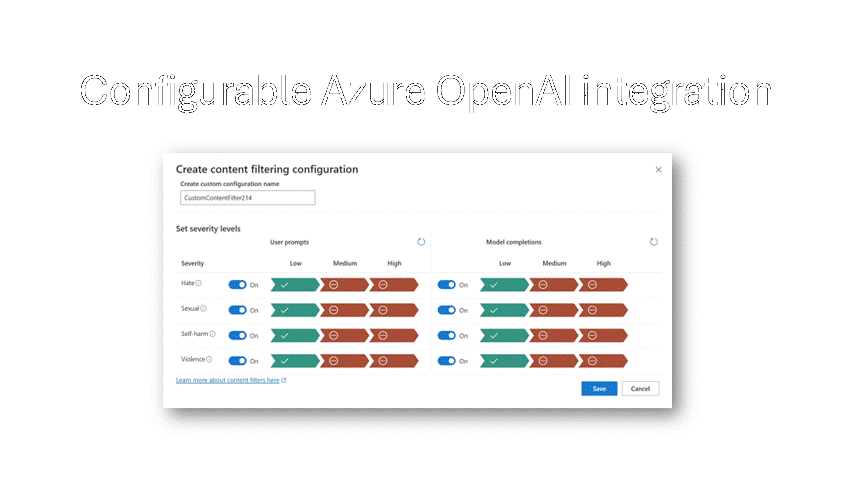 Configurable Azure OpenAI integration
Create content filtering configuration
Create custom configuration name
CustomContentFilter214
Set severity levels
User prompts Model completions
Severity Low Medium High Low Medium High
Hate On On
Sexual On On
Self-harm On On
Violence On On
Learn more about content filters here
Save Cancel